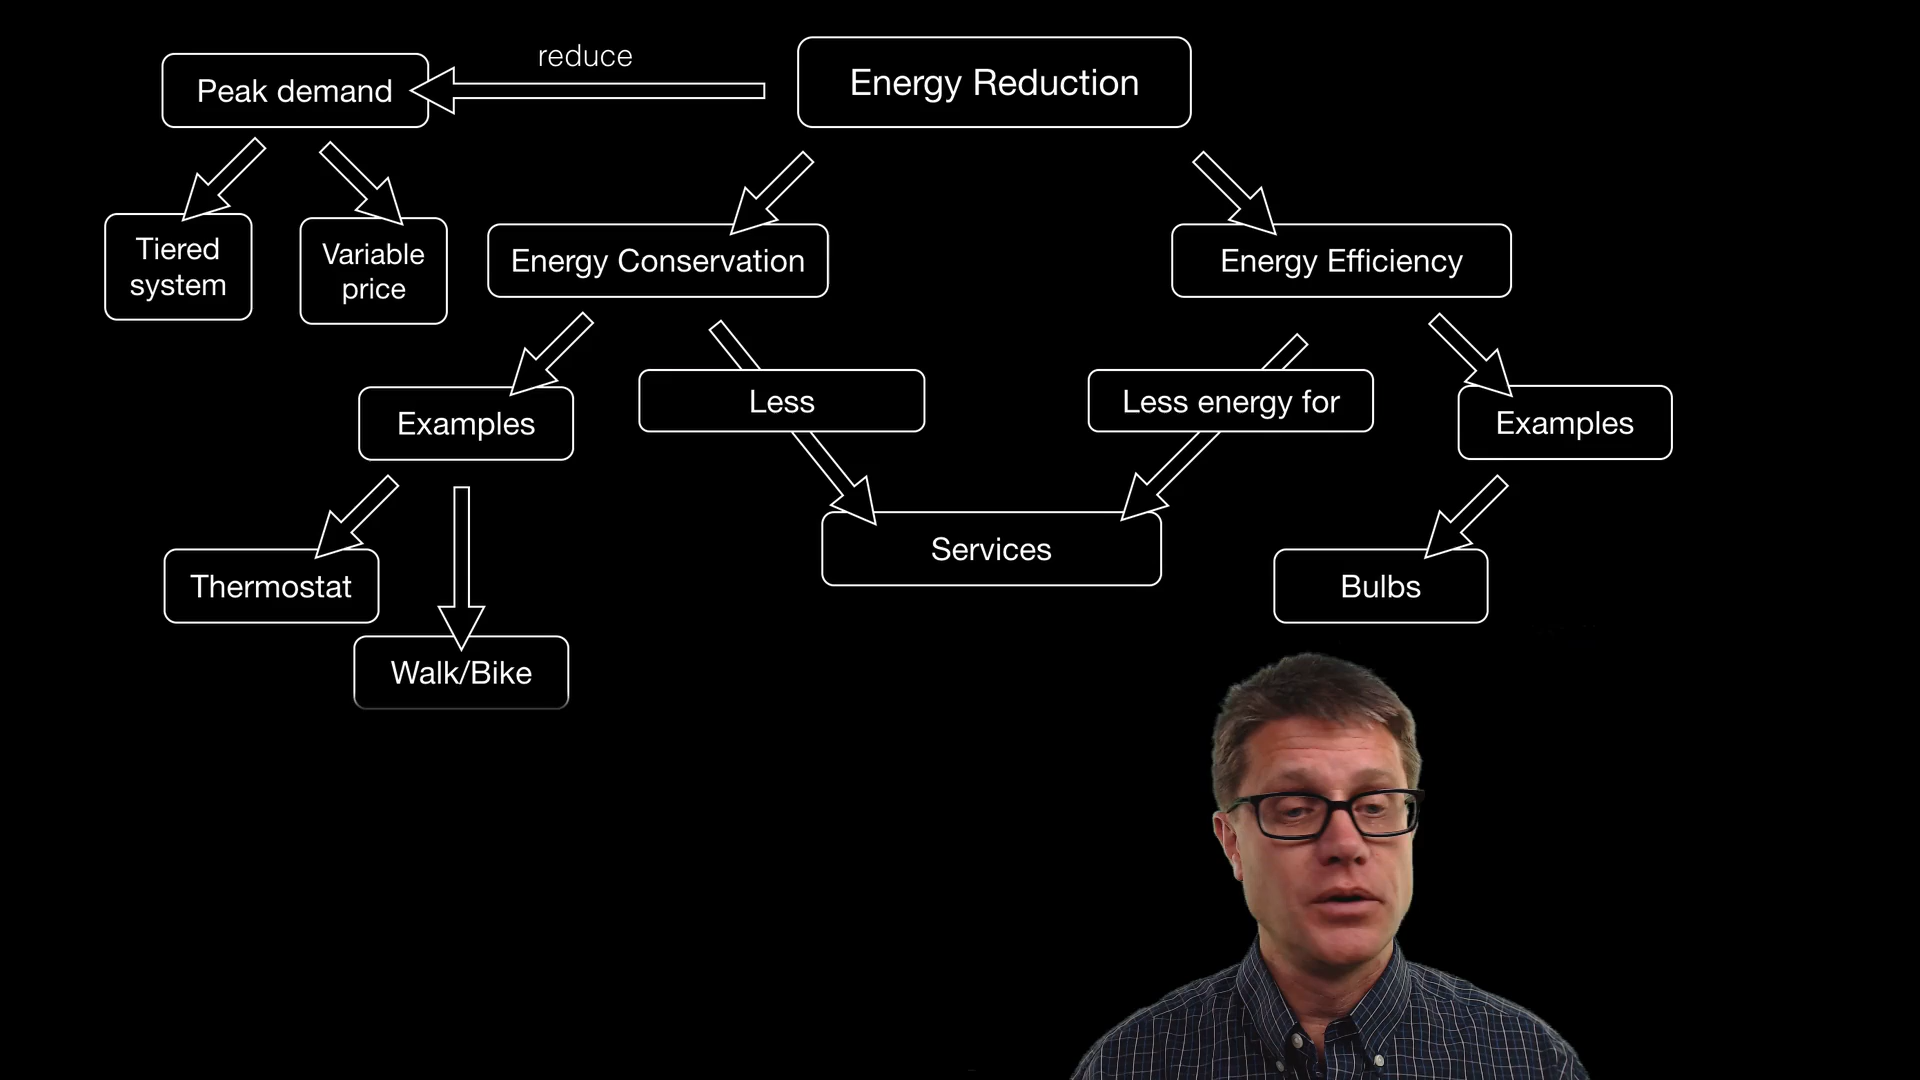 reduce
Energy Reduction
Peak demand
Tiered
system
Variable
price
Energy Conservation
Energy Efficiency
Examples
Less
Less energy for
Examples
Services
Thermostat
Bulbs
Walk/Bike